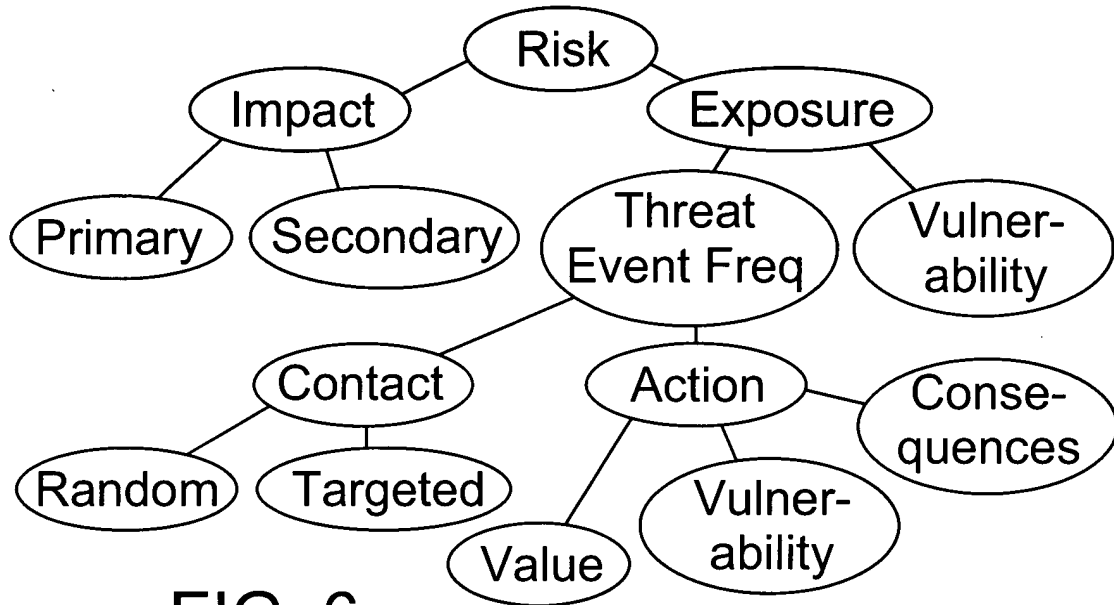 Risk
Impact
Exposure
Primary
Secondary
Threat
Event Freq
Vulner-
ability
Contact
Action
Conse-
quences
Random
Targeted
Value
Vulner-
ability
FIG. 6